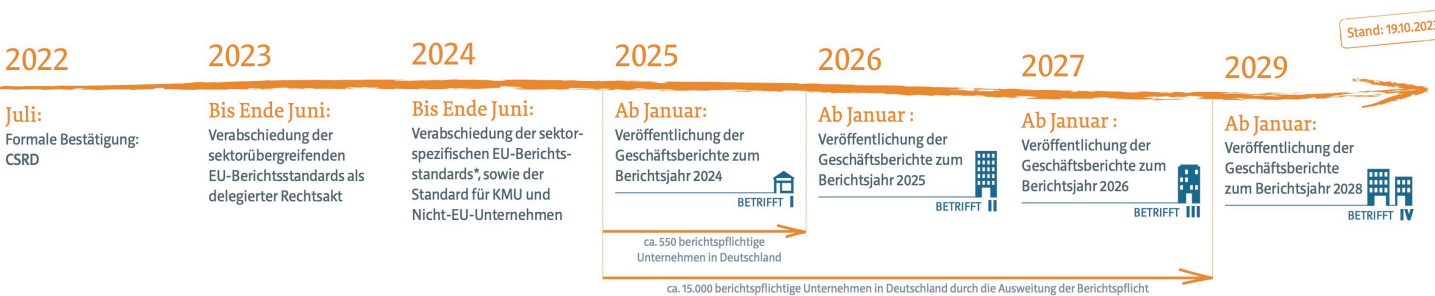 Stand: 19.10.2023
2022
Juli:
Formale Bestätigung:
CSRD
2023
Bis Ende Juni:
Verabschiedung der
sektorübergreifenden
EU-Berichtsstandards als
delegierter Rechtsakt
2024
Bis Ende Juni:
Verabschiedung der sektor-
spezifischen EU-Berichts-
standards*, sowie der
Standard für KMU und
Nicht-EU-Unternehmen
2025
Ab Januar:
Veröffentlichung der
Geschäftsberichte zum
Berichtsjahr 2024
BETRIFFT I
2026
Ab Januar :
Veröffentlichung der
Geschäftsberichte zum
Berichtsjahr 2025
BETRIFFT II
2027
Ab Januar :
Veröffentlichung der
Geschäftsberichte zum
Berichtsjahr 2026
BETRIFFT III
2029
Ab Januar:
Veröffentlichung der
Geschäftsberichte
zum Berichtsjahr 2028
BETRIFFT IV
ca. 550 berichtspflichtige
Unternehmen in Deutschland
ca. 15.000 berichtspflichtige Unternehmen in Deutschland durch die Ausweitung der Berichtspflicht